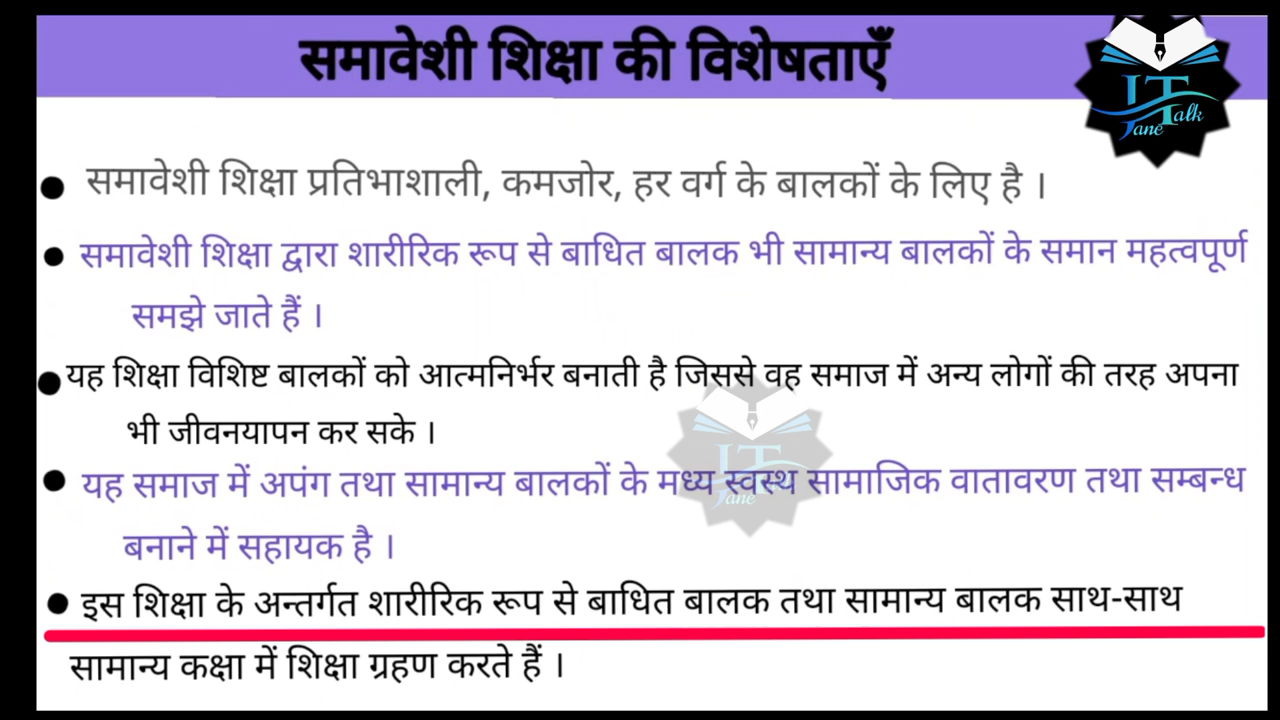 समावेशी शिक्षा की विशेषताएँ
IT
Jane Talk
● समावेशी शिक्षा प्रतिभाशाली, कमजोर, हर वर्ग के बालकों के लिए है ।
● समावेशी शिक्षा द्वारा शारीरिक रूप से बाधित बालक भी सामान्य बालकों के समान महत्वपूर्ण
समझे जाते हैं ।
● यह शिक्षा विशिष्ट बालकों को आत्मनिर्भर बनाती है जिससे वह समाज में अन्य लोगों की तरह अपना
भी जीवनयापन कर सके ।
● यह समाज में अपंग तथा सामान्य बालकों के मध्य स्वस्थ सामाजिक वातावरण तथा सम्बन्ध
बनाने में सहायक है ।
● इस शिक्षा के अन्तर्गत शारीरिक रूप से बाधित बालक तथा सामान्य बालक साथ-साथ
सामान्य कक्षा में शिक्षा ग्रहण करते हैं ।